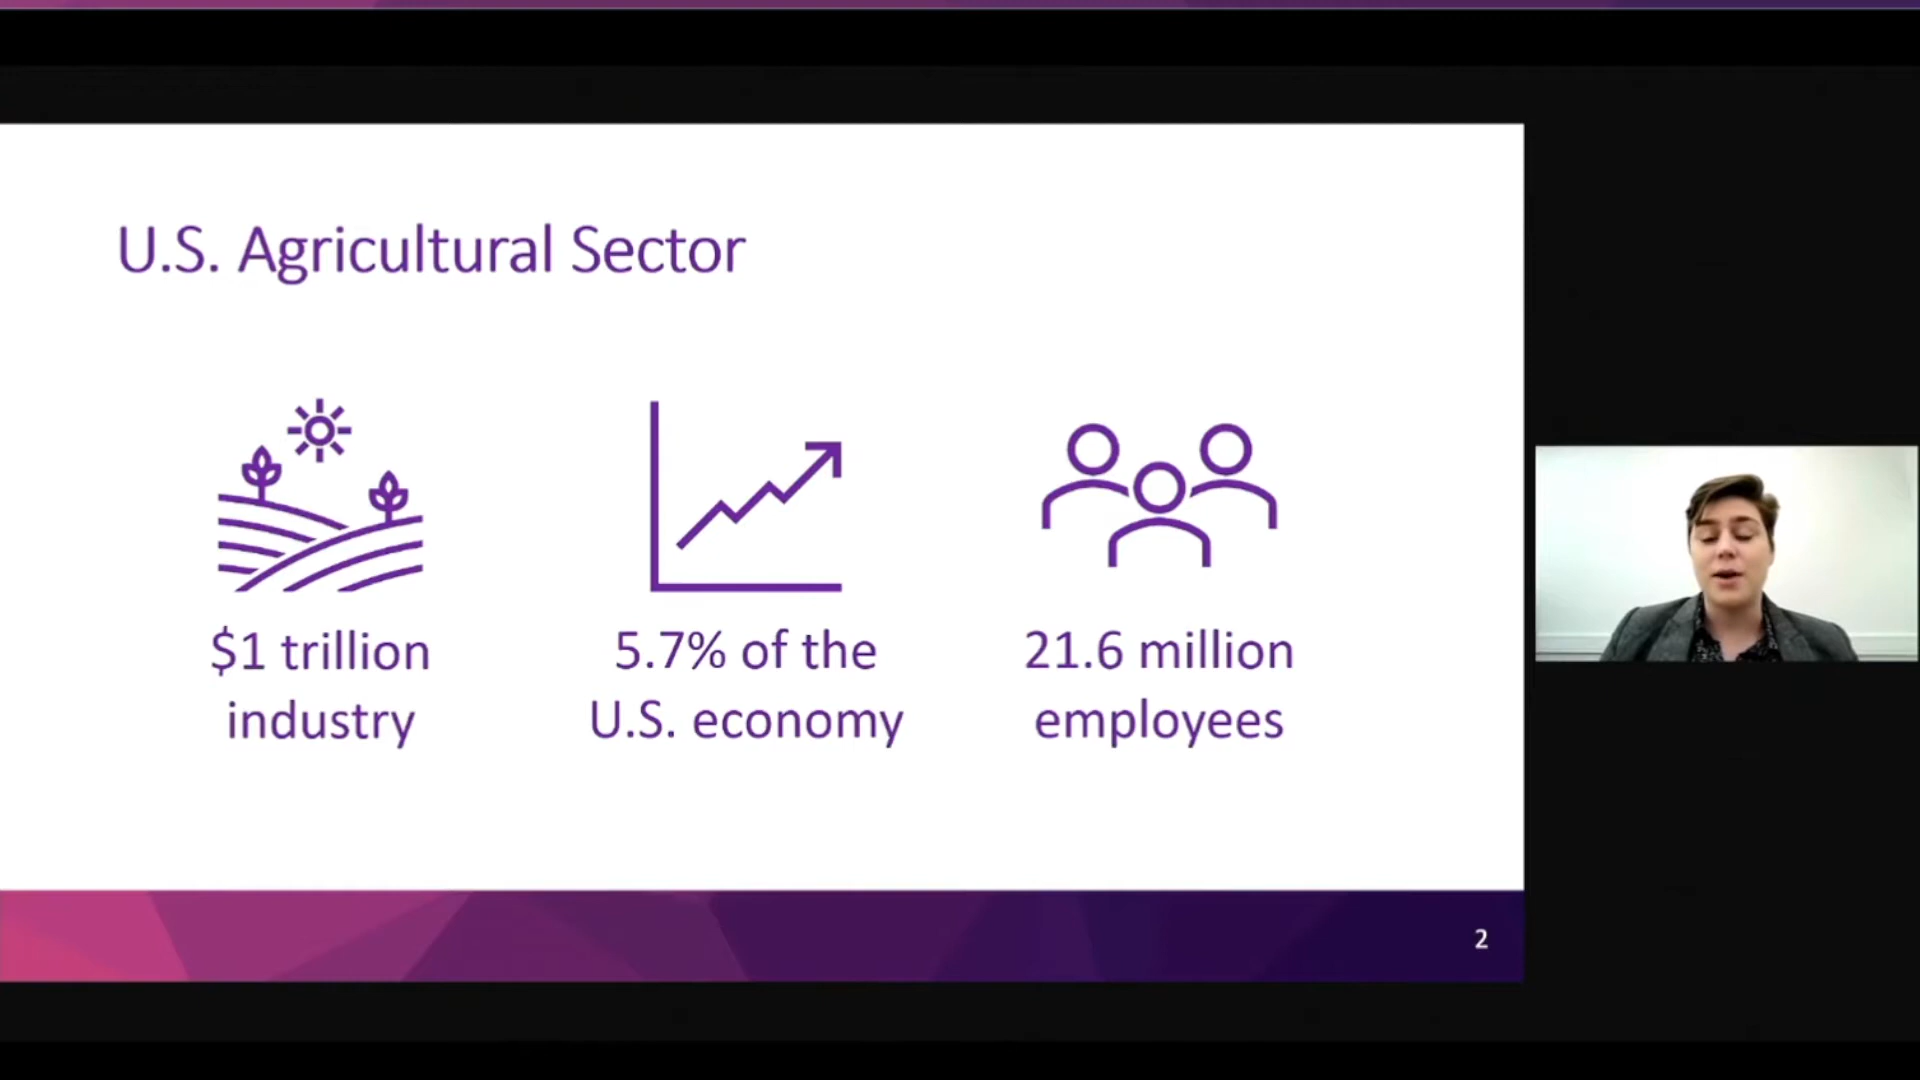 U.S. Agricultural Sector
$1 trillion
industry
5.7% of the
U.S. economy
21.6 million
employees
2